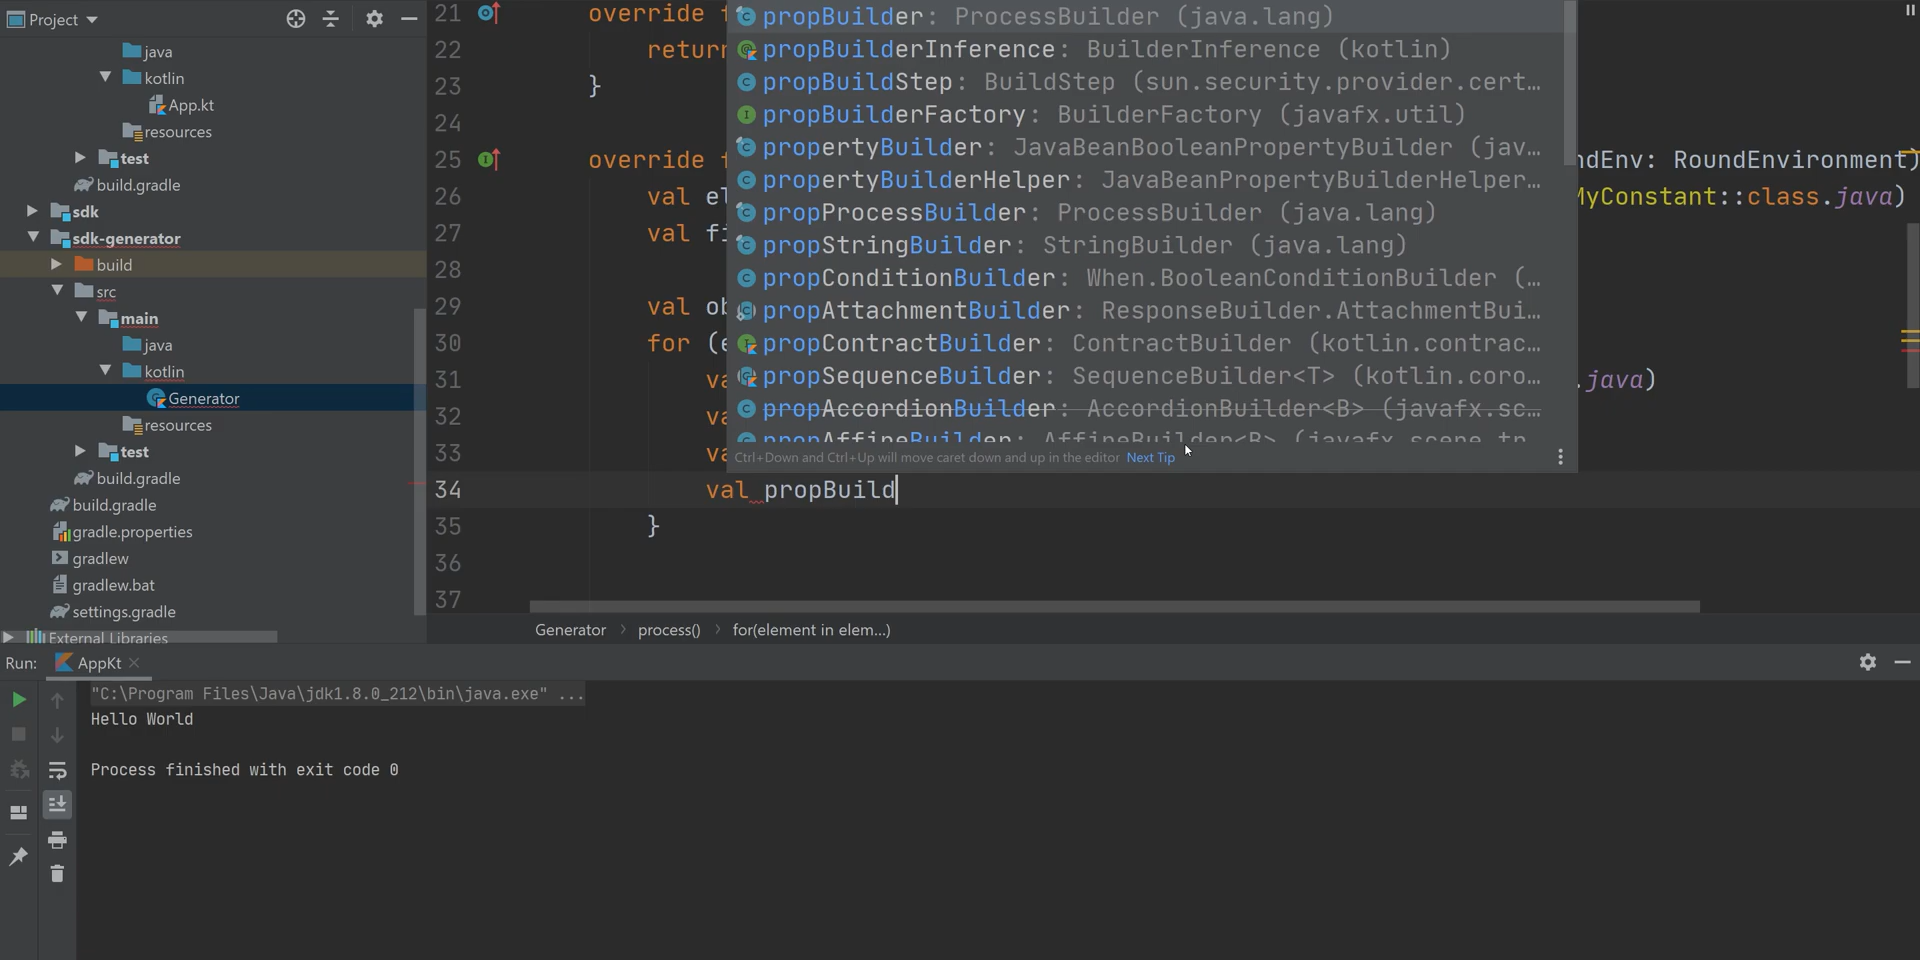 Project
java
kotlin
App.kt
resources
test
build.gradle
sdk
sdk-generator
build
src
main
java
kotlin
Generator
resources
test
build.gradle
build.gradle
gradle.properties
gradlew
gradlew.bat
settings.gradle
External Libraries
21 override f
22 return
23 }
24
25 override f ndEnv: RoundEnvironment)
26 val el MyConstant::class.java)
27 val fi
28
29 val ob
30 for (e
31 va .java)
32 va
33 va
34 val propBuild
35 }
36
37
propBuilder: ProcessBuilder (java.lang)
propBuilderInference: BuilderInference (kotlin)
propBuildStep: BuildStep (sun.security.provider.cert…
propBuilderFactory: BuilderFactory (javafx.util)
propertyBuilder: JavaBeanBooleanPropertyBuilder (jav…
propertyBuilderHelper: JavaBeanPropertyBuilderHelper…
propProcessBuilder: ProcessBuilder (java.lang)
propStringBuilder: StringBuilder (java.lang)
propConditionBuilder: When.BooleanConditionBuilder (…
propAttachmentBuilder: ResponseBuilder.AttachmentBui…
propContractBuilder: ContractBuilder (kotlin.contrac…
propSequenceBuilder: SequenceBuilder<T> (kotlin.coro…
propAccordionBuilder: AccordionBuilder<B> (javafx.sc…
propAffineBuilder: AffineBuilder<B> (javafx.scene.tr…
Ctrl+Down and Ctrl+Up will move caret down and up in the editor Next Tip
Generator > process() > for(element in elem...)
Run: AppKt
"C:\Program Files\Java\jdk1.8.0_212\bin\java.exe" ...
Hello World
Process finished with exit code 0